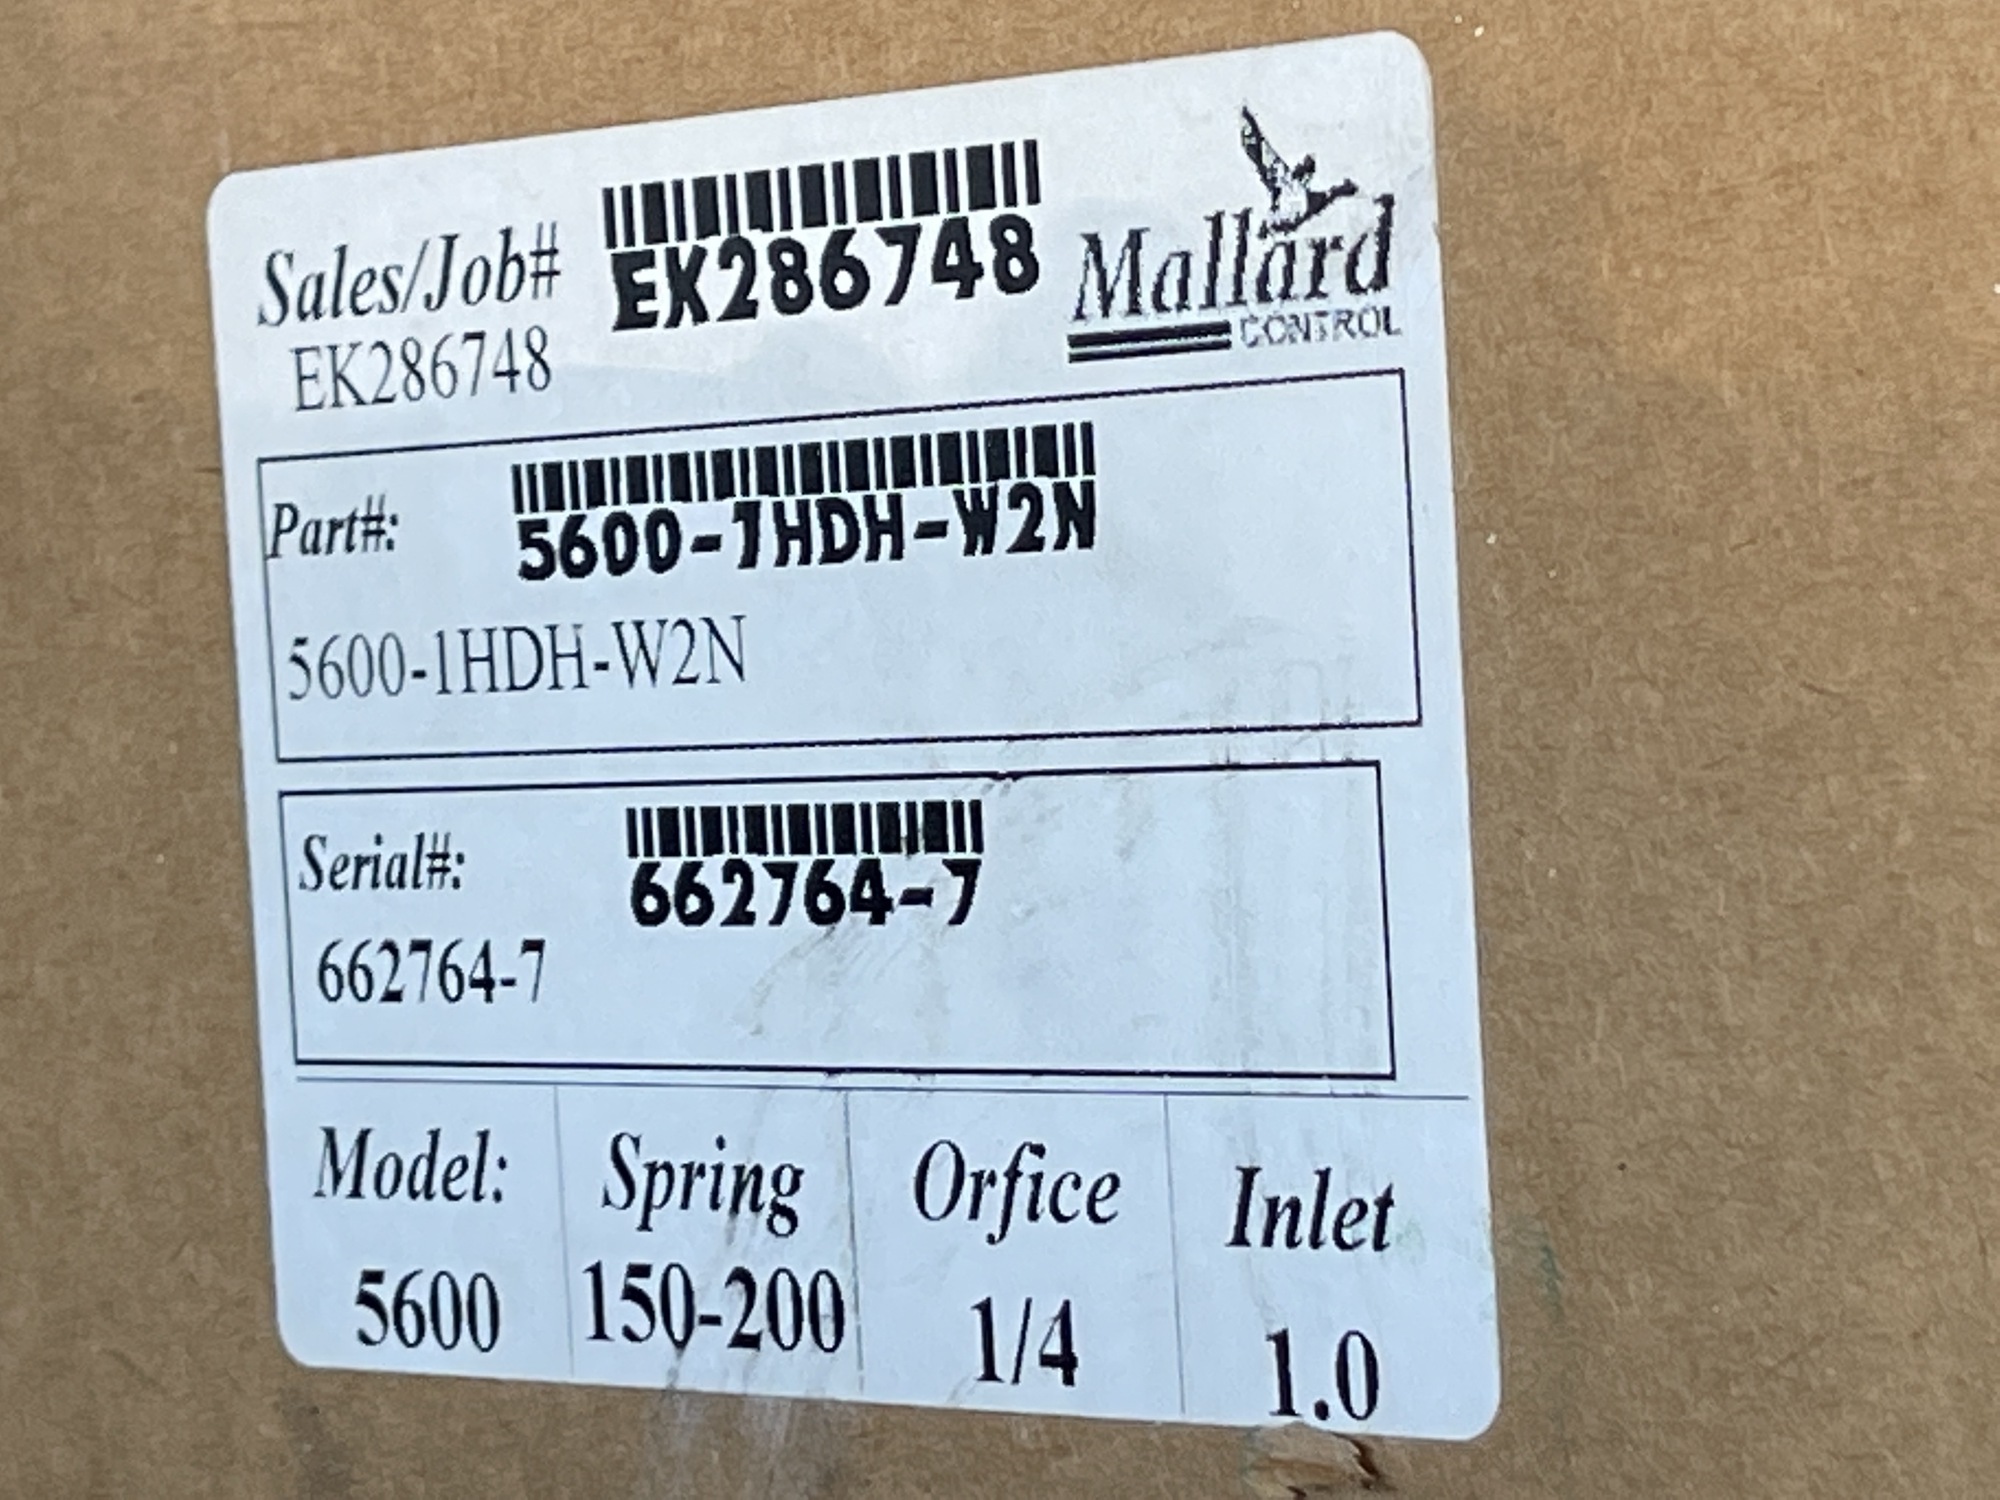 Sales/Job#
EK286748
EK286748
Mallard
CONTROL
Part#:
5600-1HDH-W2N
5600-1HDH-W2N
Serial#:
662764-7
662764-7
Model: Spring Orfice Inlet
5600 150-200 1/4 1.0